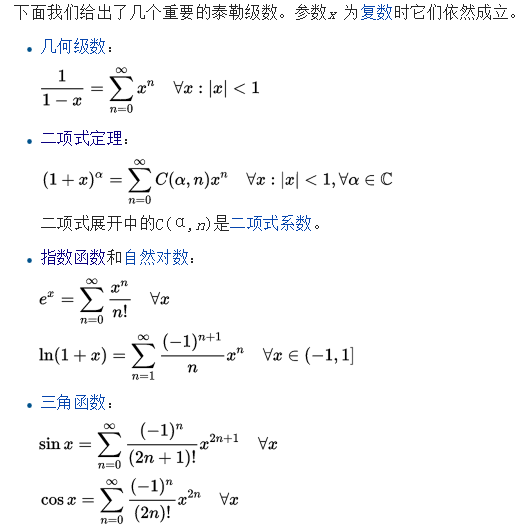 下面我们给出了几个重要的泰勒级数。参数x 为复数时它们依然成立。
• 几何级数：
\frac{1}{1-x} = \sum_{n=0}^{\infty} x^n \quad \forall x : |x| < 1
• 二项式定理：
(1+x)^\alpha = \sum_{n=0}^{\infty} C(\alpha, n) x^n \quad \forall x : |x| < 1, \forall \alpha \in \mathbb{C}
二项式展开中的C(α,n)是二项式系数。
• 指数函数和自然对数：
e^x = \sum_{n=0}^{\infty} \frac{x^n}{n!} \quad \forall x
\ln(1+x) = \sum_{n=1}^{\infty} \frac{(-1)^{n+1}}{n} x^n \quad \forall x \in (-1, 1]
• 三角函数：
\sin x = \sum_{n=0}^{\infty} \frac{(-1)^n}{(2n+1)!} x^{2n+1} \quad \forall x
\cos x = \sum_{n=0}^{\infty} \frac{(-1)^n}{(2n)!} x^{2n} \quad \forall x